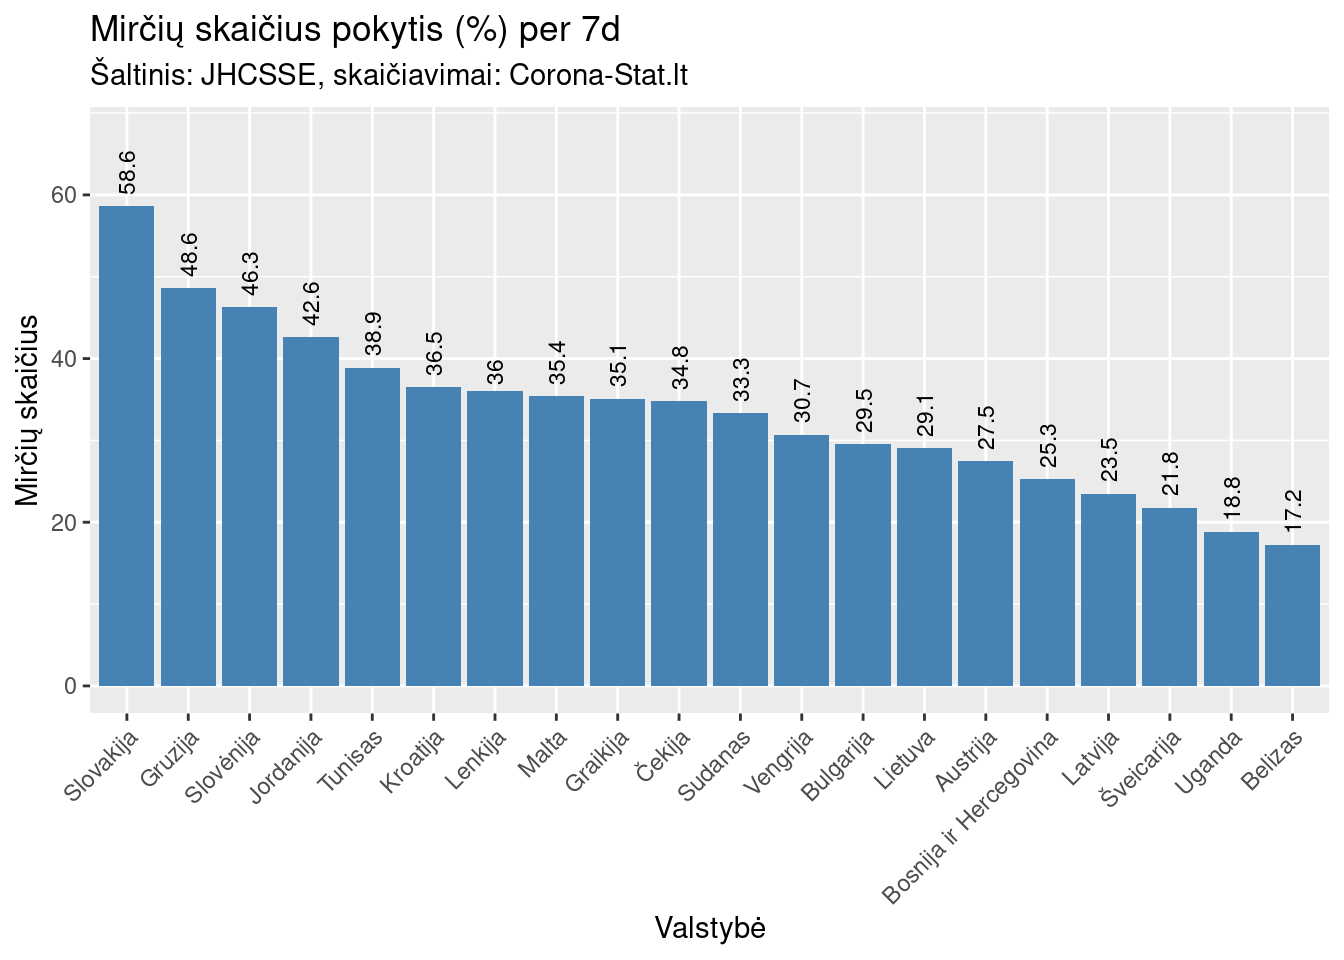 Mirčių skaičius pokytis (%) per 7d
Šaltinis: JHCSSE, skaičiavimai: Corona-Stat.lt
Mirčių skaičius
60
40
20
0
58.6
48.6
46.3
42.6
38.9
36.5
36
35.4
35.1
34.8
33.3
30.7
29.5
29.1
27.5
25.3
23.5
21.8
18.8
17.2
Slovakija
Gruzija
Slovėnija
Jordanija
Tunisas
Kroatija
Lenkija
Malta
Graikija
Čekija
Sudanas
Vengrija
Bulgarija
Lietuva
Austrija
Bosnija ir Hercegovina
Latvija
Šveicarija
Uganda
Belizas
Valstybė